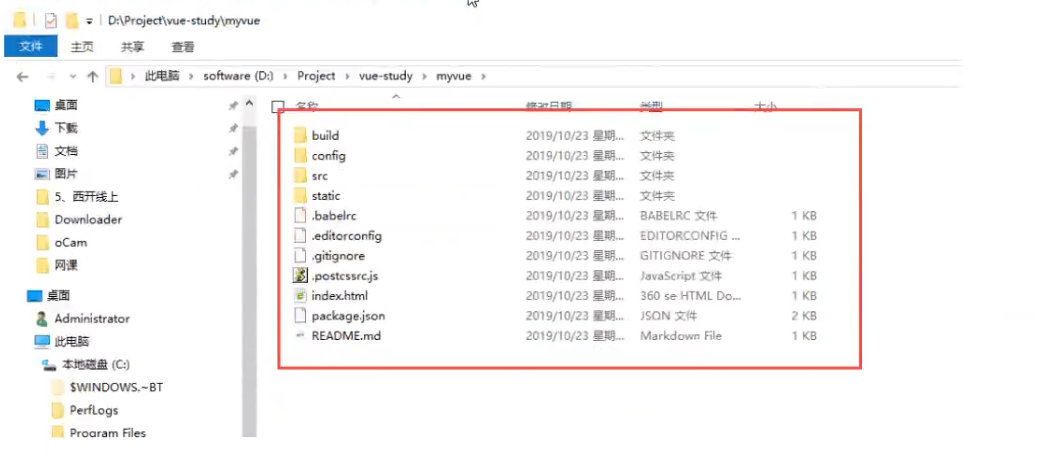 D:\Project\vue-study\myvue
文件 主页 共享 查看
此电脑 › software (D:) › Project › vue-study › myvue ›
桌面
下载
文档
图片
5、西开线上
Downloader
oCam
网课
桌面
Administrator
此电脑
本地磁盘 (C:)
$WINDOWS.~BT
PerfLogs
Program Files
名称 修改日期 类型 大小
build 2019/10/23 星期... 文件夹
config 2019/10/23 星期... 文件夹
src 2019/10/23 星期... 文件夹
static 2019/10/23 星期... 文件夹
.babelrc 2019/10/23 星期... BABELRC 文件 1 KB
.editorconfig 2019/10/23 星期... EDITORCONFIG ... 1 KB
.gitignore 2019/10/23 星期... GITIGNORE 文件 1 KB
.postcssrc.js 2019/10/23 星期... JavaScript 文件 1 KB
index.html 2019/10/23 星期... 360 se HTML Do... 1 KB
package.json 2019/10/23 星期... JSON 文件 2 KB
README.md 2019/10/23 星期... Markdown File 1 KB